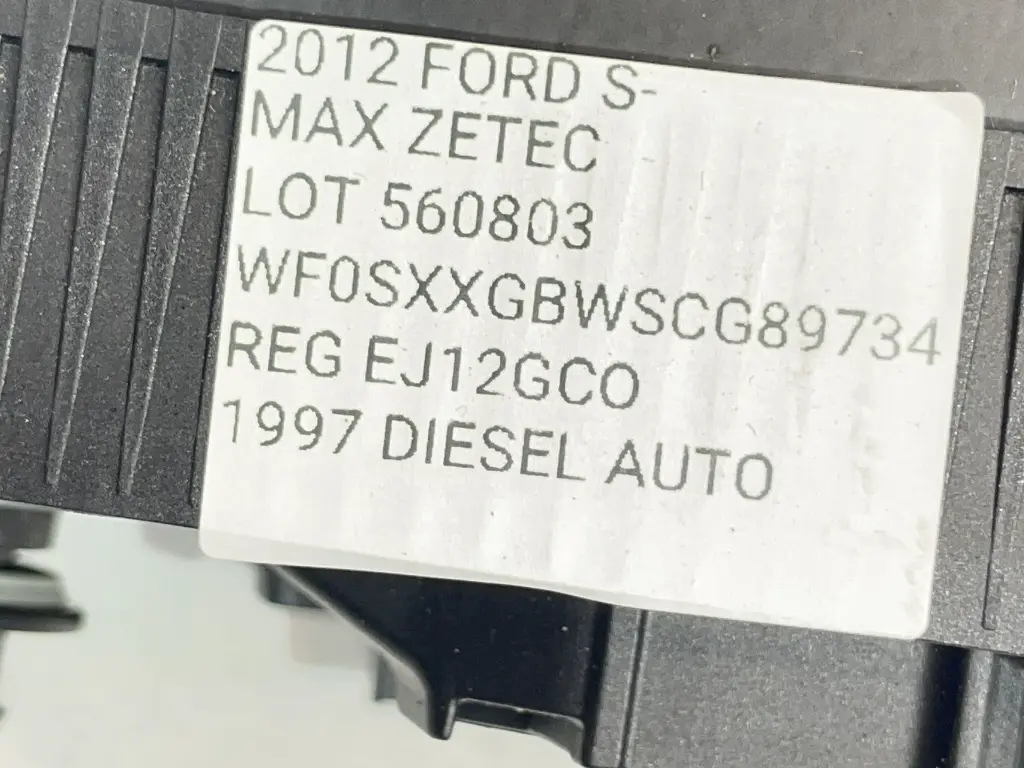 2012 FORD S-
MAX ZETEC
LOT 560803
WF0SXXGBWSCG89734
REG EJ12GCO
1997 DIESEL AUTO